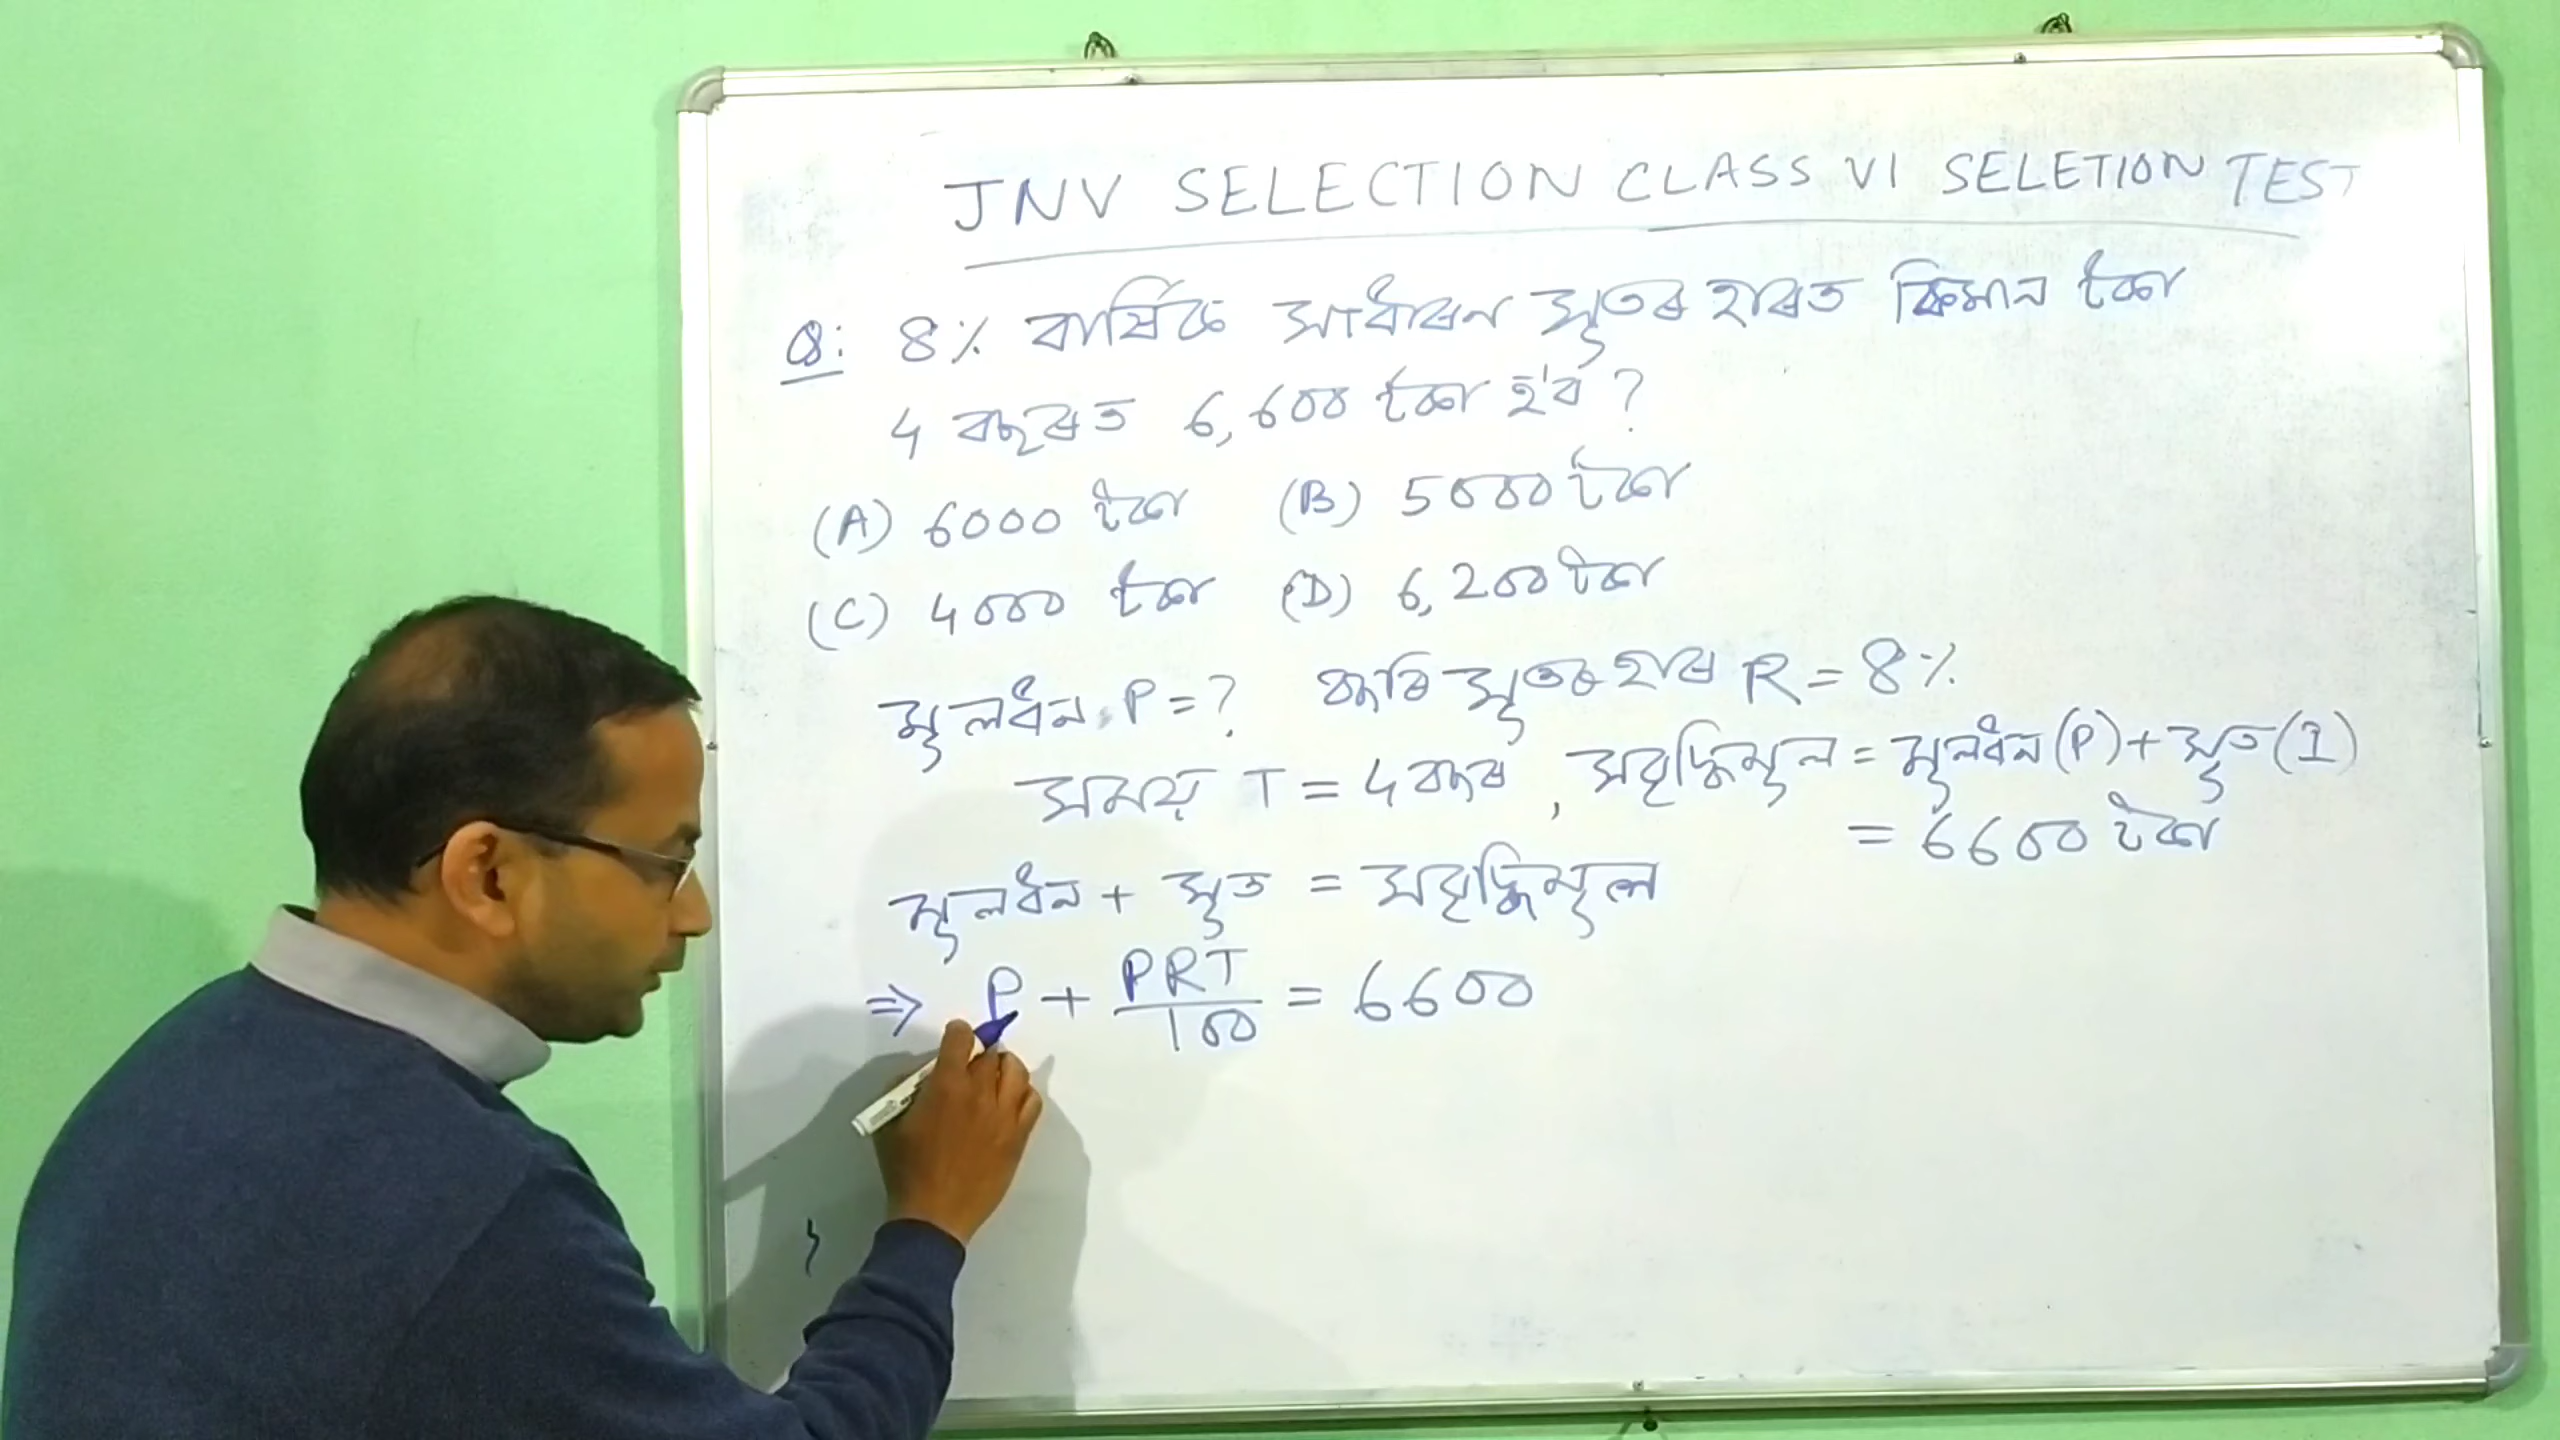 JNV SELECTION CLASS VI SELETION TEST
Q: 8% বাৰ্ষিক সাধাৰন সূতৰ হাৰত কিমান টকা
4 বছৰত 6,600 টকা হ'ব ?
(A) 6000 টকা (B) 5000 টকা
(C) 4000 টকা (D) 6,200 টকা
মূলধন P = ? বছৰি সূতৰ হাৰ R = 8%
সময় T = 4 বছৰ , সবৃদ্ধিমূল = মূলধন (P) + সূত (I)
= 6600 টকা
মূলধন + সূত = সবৃদ্ধিমূল
⇒ P + PRT/100 = 6600